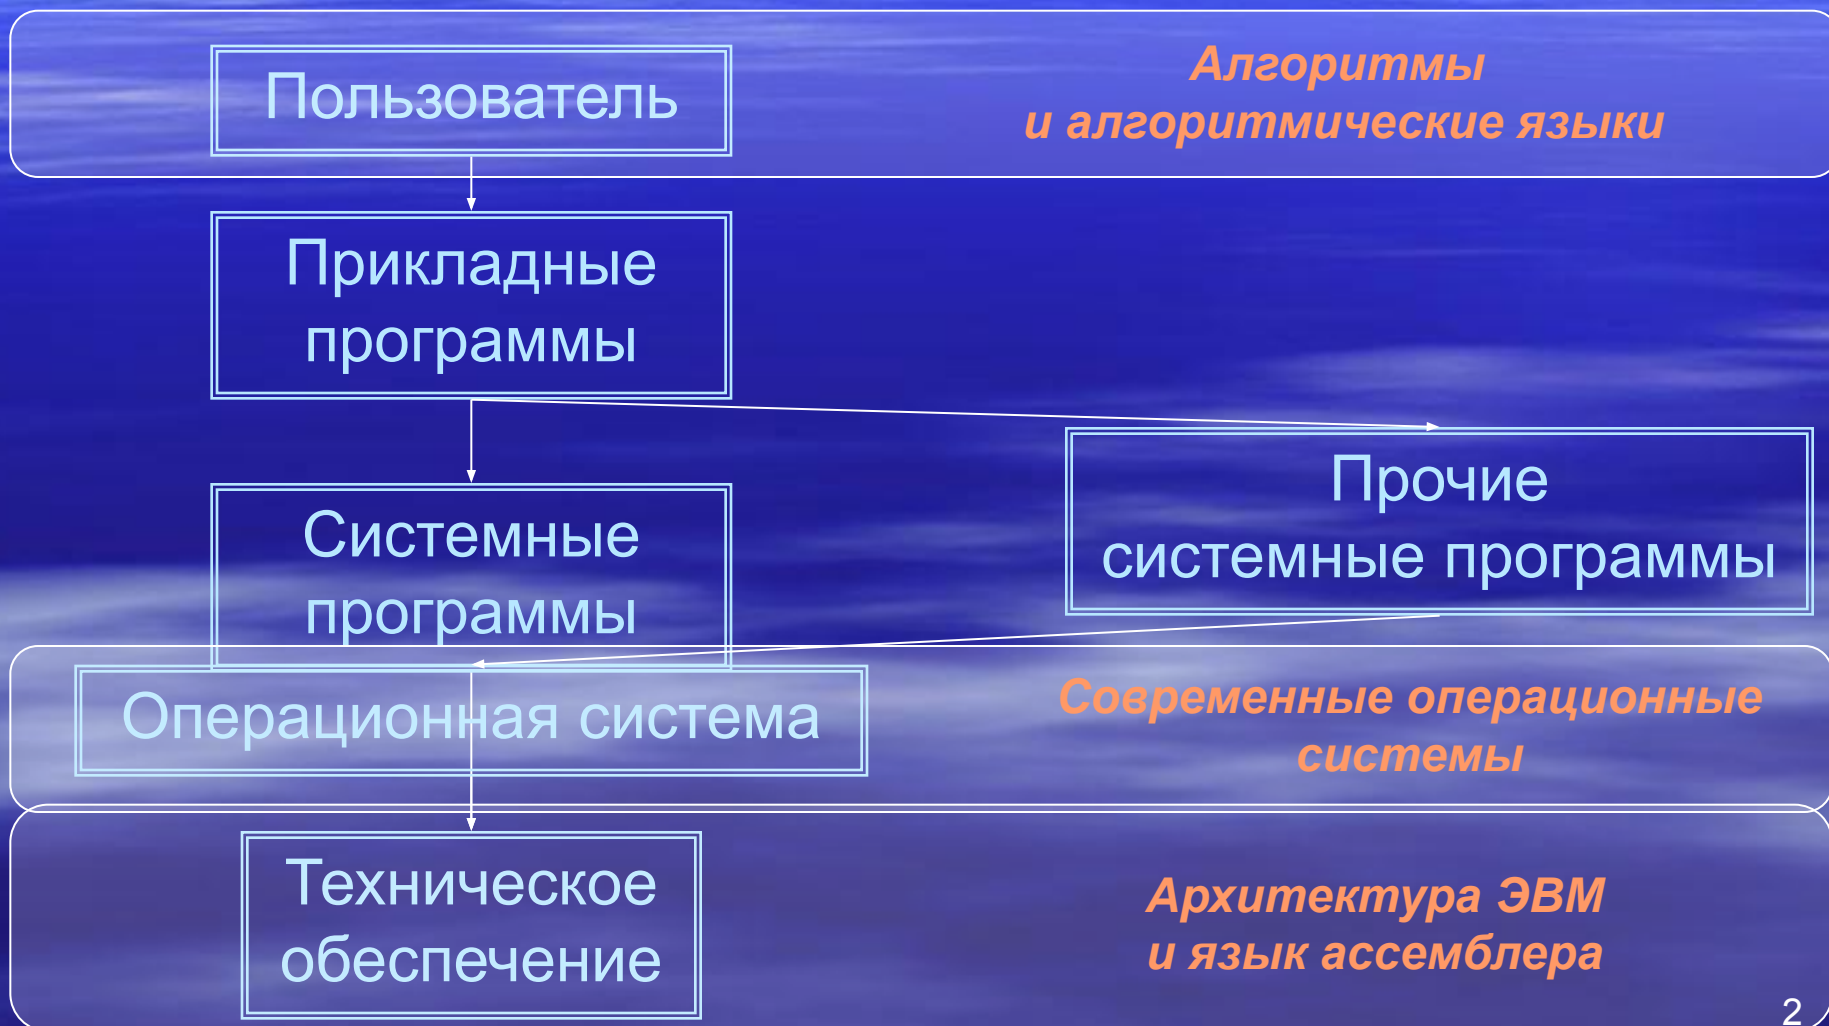 Пользователь
Алгоритмы
и алгоритмические языки
Прикладные
программы
Прочие
системные программы
Системные
программы
Операционная система
Современные операционные
системы
Техническое
обеспечение
Архитектура ЭВМ
и язык ассемблера
2